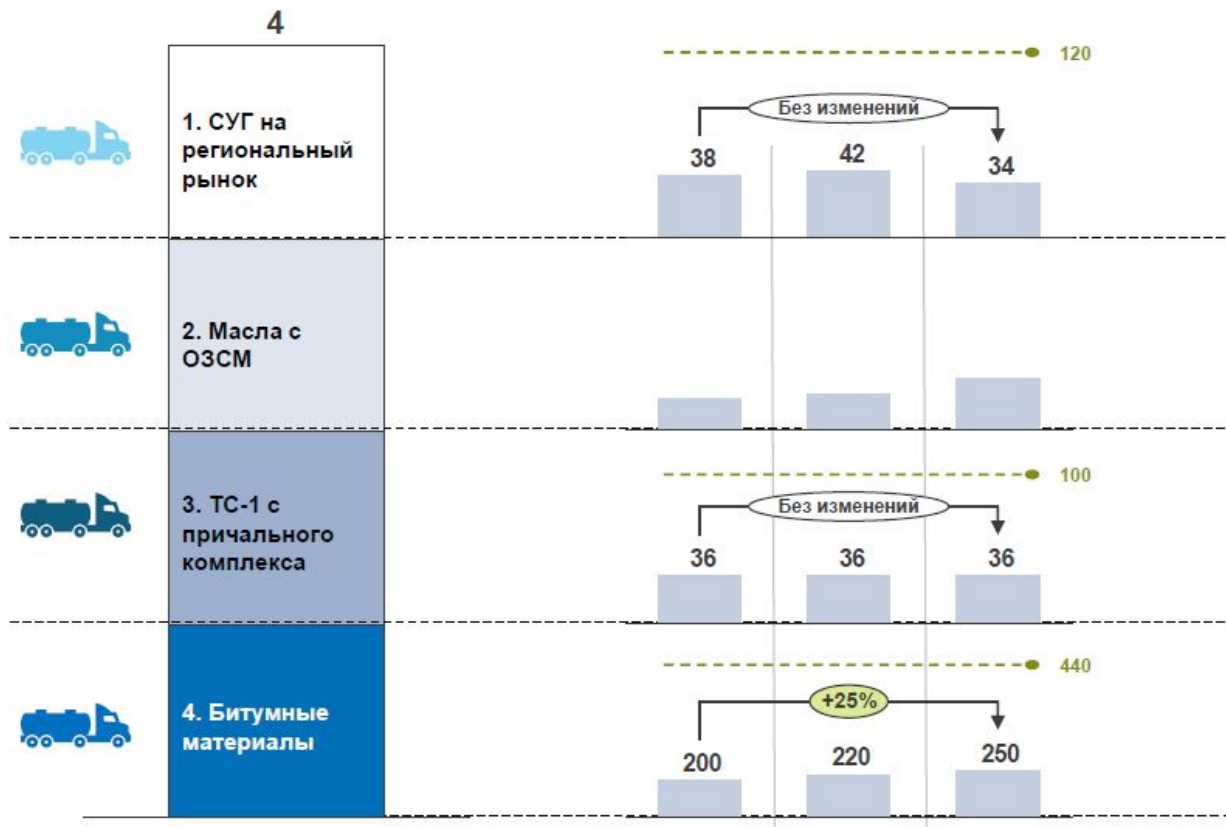 4
120
1. СУГ на
региональный
рынок
Без изменений
38
42
34
2. Масла с
ОЗСМ
100
3. ТС-1 с
причального
комплекса
Без изменений
36
36
36
440
4. Битумные
материалы
+25%
200
220
250